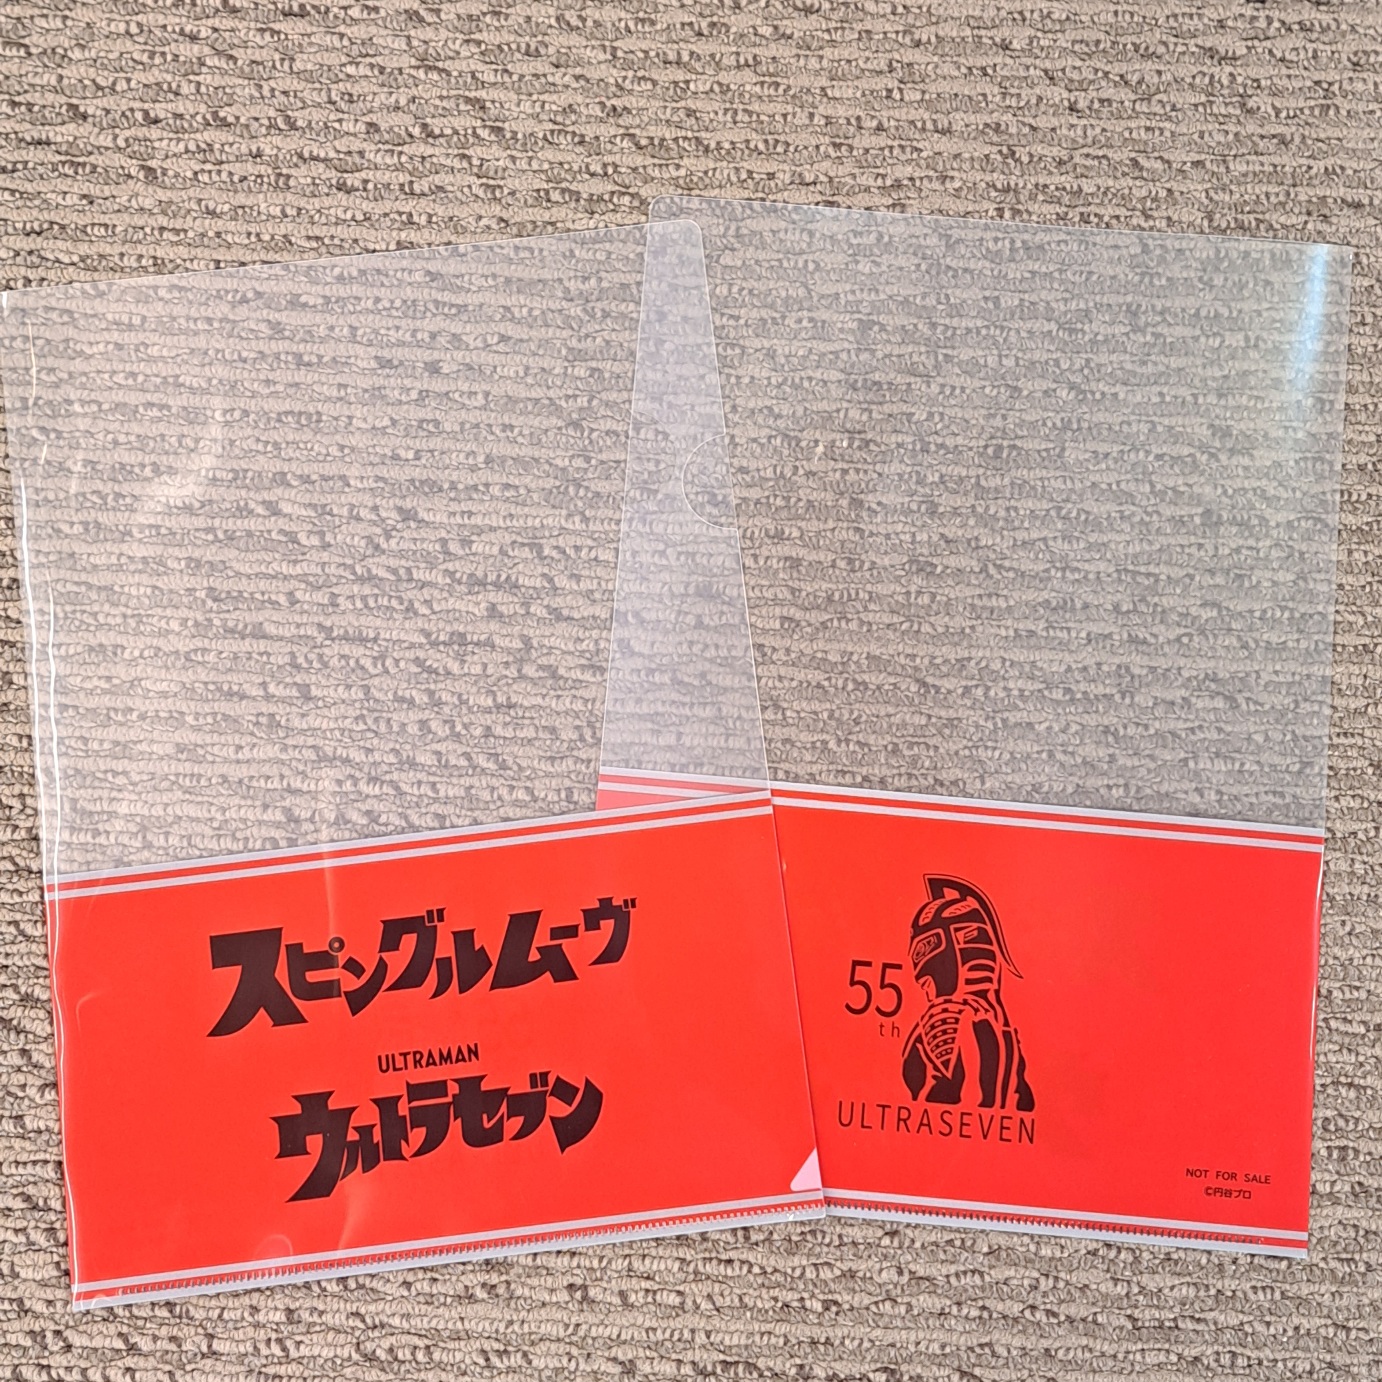 スピングルムーヴ
ULTRAMAN
ウルトラセブン
55
th
ULTRASEVEN
NOT FOR SALE
©円谷プロ